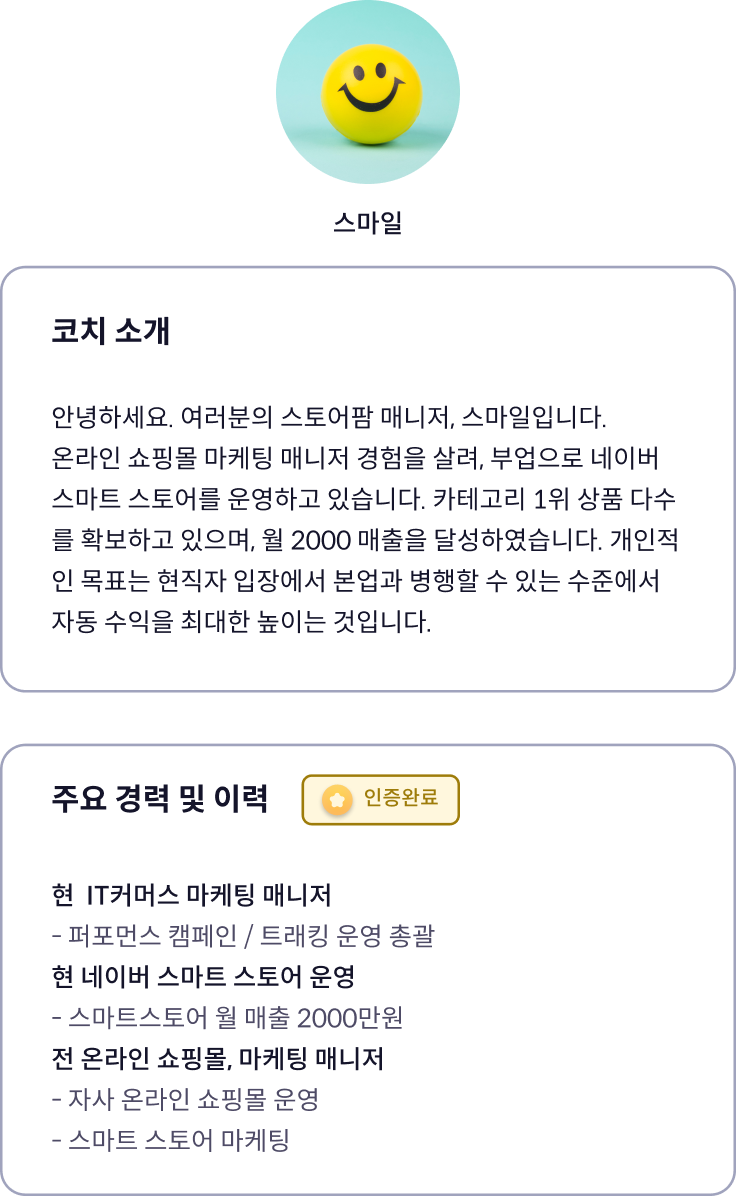 스마일
코치 소개
안녕하세요. 여러분의 스토어팜 매니저, 스마일입니다.
온라인 쇼핑몰 마케팅 매니저 경험을 살려, 부업으로 네이버
스마트 스토어를 운영하고 있습니다. 카테고리 1위 상품 다수
를 확보하고 있으며, 월 2000 매출을 달성하였습니다. 개인적
인 목표는 현직자 입장에서 본업과 병행할 수 있는 수준에서
자동 수익을 최대한 높이는 것입니다.
주요 경력 및 이력 인증완료
현 IT커머스 마케팅 매니저
- 퍼포먼스 캠페인 / 트래킹 운영 총괄
현 네이버 스마트 스토어 운영
- 스마트스토어 월 매출 2000만원
전 온라인 쇼핑몰, 마케팅 매니저
- 자사 온라인 쇼핑몰 운영
- 스마트 스토어 마케팅